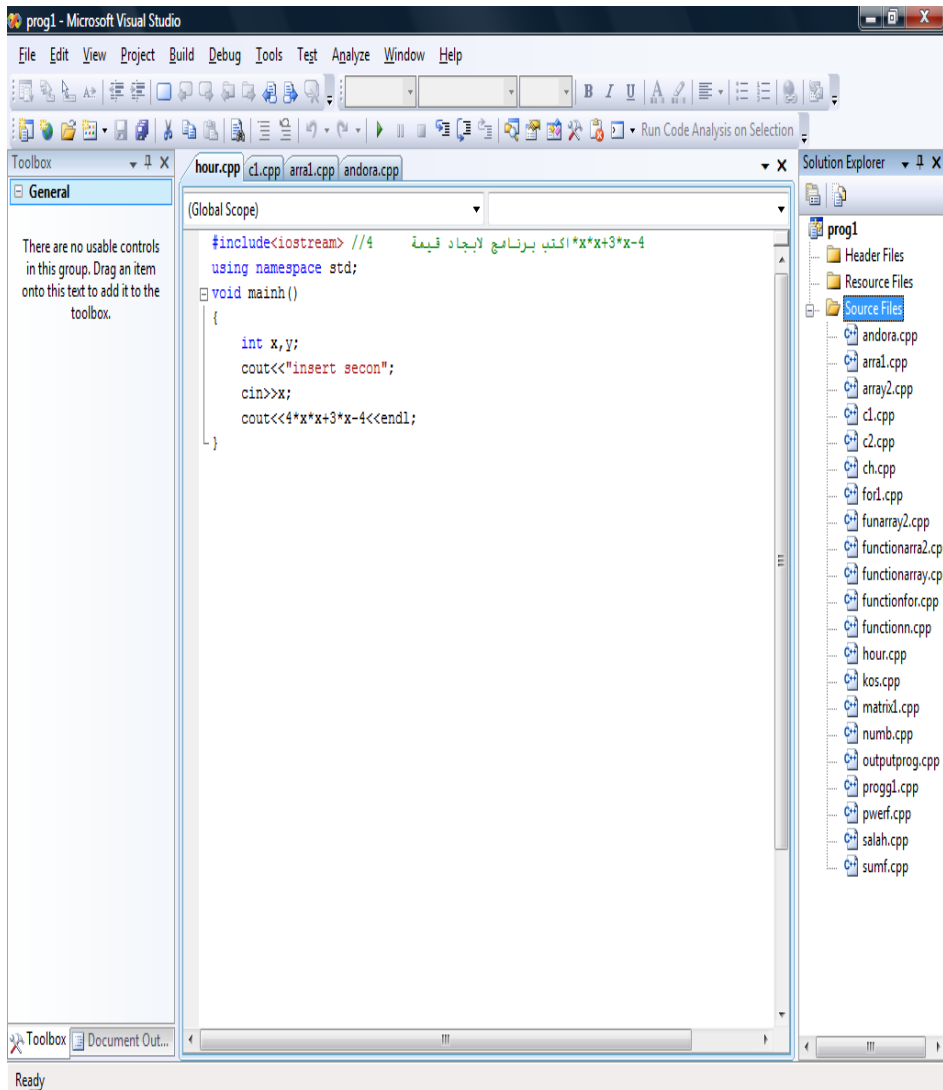 prog1 - Microsoft Visual Studio
File Edit View Project Build Debug Tools Test Analyze Window Help
B I U A
Run Code Analysis on Selection
Toolbox
General
There are no usable controls
in this group. Drag an item
onto this text to add it to the
toolbox.
Toolbox Document Out...
hour.cpp c1.cpp arra1.cpp andora.cpp
(Global Scope)
#include<iostream> //4 اكتب برنامج لايجاد قيمة*x*x+3*x-4
using namespace std;
void mainh()
{
int x,y;
cout<<"insert secon";
cin>>x;
cout<<4*x*x+3*x-4<<endl;
}
Solution Explorer
prog1
Header Files
Resource Files
Source Files
andora.cpp
arra1.cpp
array2.cpp
c1.cpp
c2.cpp
ch.cpp
for1.cpp
funarray2.cpp
functionarra2.cp
functionarray.cp
functionfor.cpp
functionn.cpp
hour.cpp
kos.cpp
matrix1.cpp
numb.cpp
outputprog.cpp
progg1.cpp
pwerf.cpp
salah.cpp
sumf.cpp
Ready